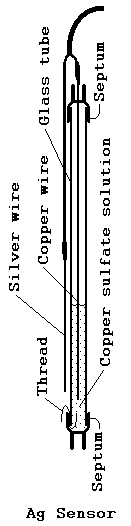 Septum
Glass tube
Copper wire
Silver wire
Copper sulfate solution
Thread
Septum
Ag Sensor